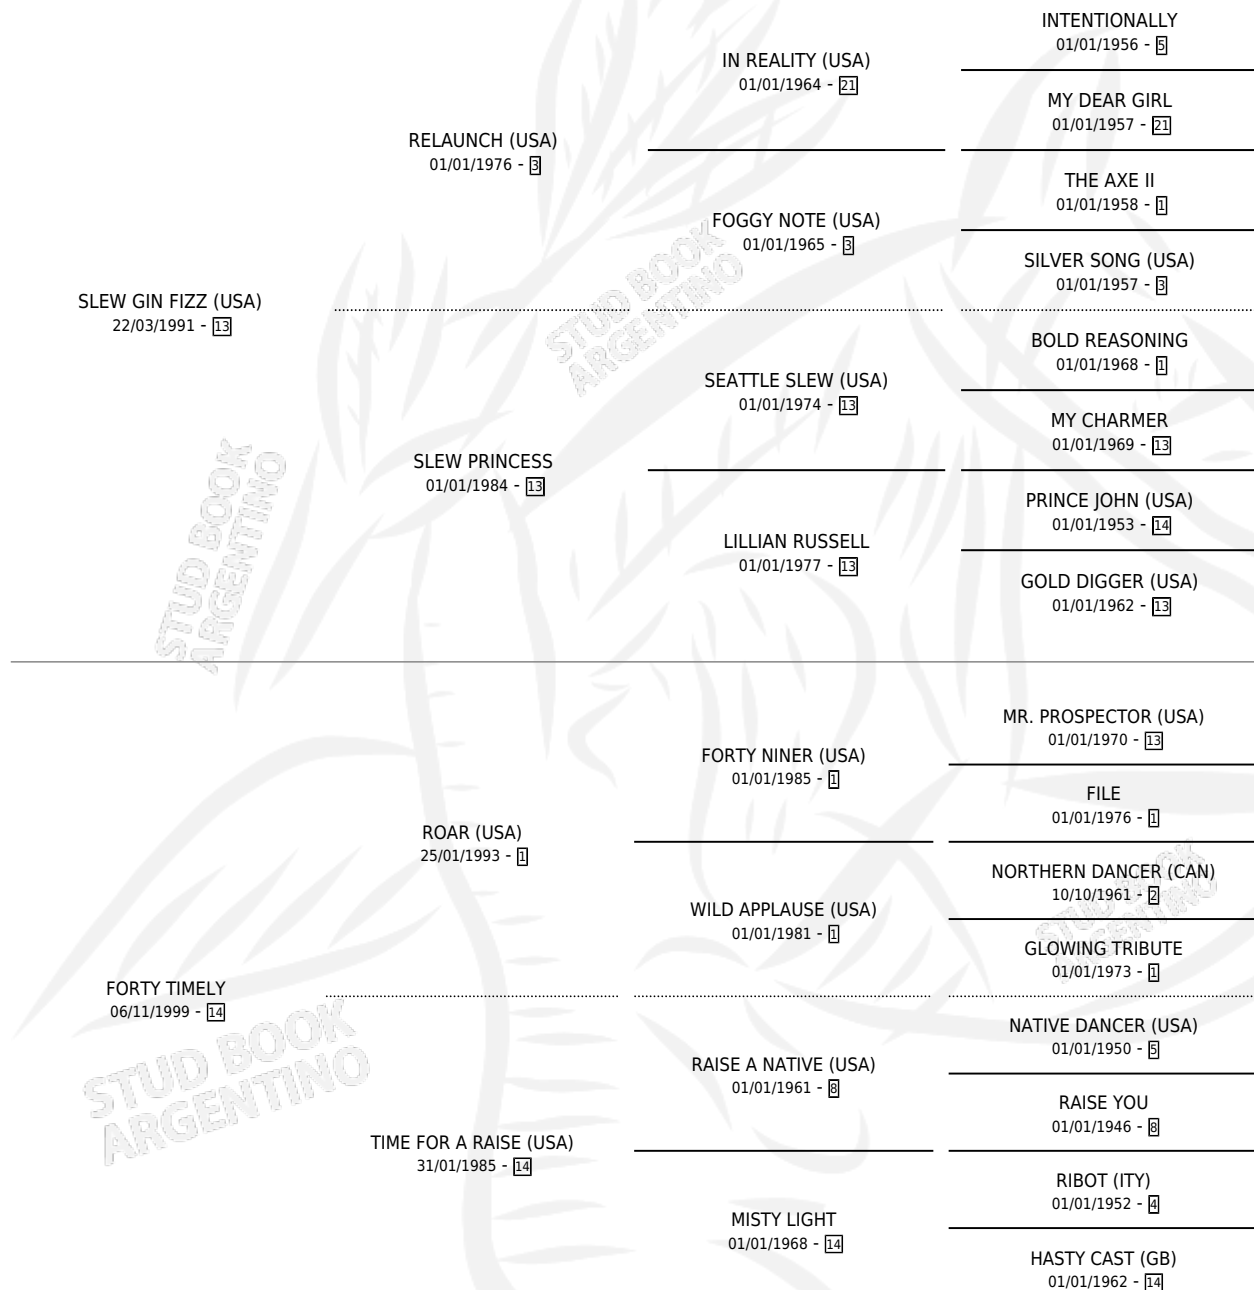 INTENTIONALLY
01/01/1956 - 5
IN REALITY (USA)
01/01/1964 - 21
MY DEAR GIRL
01/01/1957 - 21
RELAUNCH (USA)
01/01/1976 - 3
THE AXE II
01/01/1958 - 1
FOGGY NOTE (USA)
01/01/1965 - 3
SILVER SONG (USA)
01/01/1957 - 3
SLEW GIN FIZZ (USA)
22/03/1991 - 13
STUD BOOK
ARGENTINO
BOLD REASONING
01/01/1968 - 1
SEATTLE SLEW (USA)
01/01/1974 - 13
MY CHARMER
01/01/1969 - 13
SLEW PRINCESS
01/01/1984 - 13
PRINCE JOHN (USA)
01/01/1953 - 14
LILLIAN RUSSELL
01/01/1977 - 13
GOLD DIGGER (USA)
01/01/1962 - 13
STUD BOOK
ARGENTINO
MR. PROSPECTOR (USA)
01/01/1970 - 13
FORTY NINER (USA)
01/01/1985 - 1
FILE
01/01/1976 - 1
ROAR (USA)
25/01/1993 - 1
NORTHERN DANCER (CAN)
10/10/1961 - 2
WILD APPLAUSE (USA)
01/01/1981 - 1
STUD BOOK
ARGENTINO
GLOWING TRIBUTE
01/01/1973 - 1
FORTY TIMELY
06/11/1999 - 14
NATIVE DANCER (USA)
01/01/1950 - 5
RAISE A NATIVE (USA)
01/01/1961 - 8
STUD BOOK
ARGENTINO
RAISE YOU
01/01/1946 - 8
TIME FOR A RAISE (USA)
31/01/1985 - 14
RIBOT (ITY)
01/01/1952 - 4
MISTY LIGHT
01/01/1968 - 14
HASTY CAST (GB)
01/01/1962 - 14